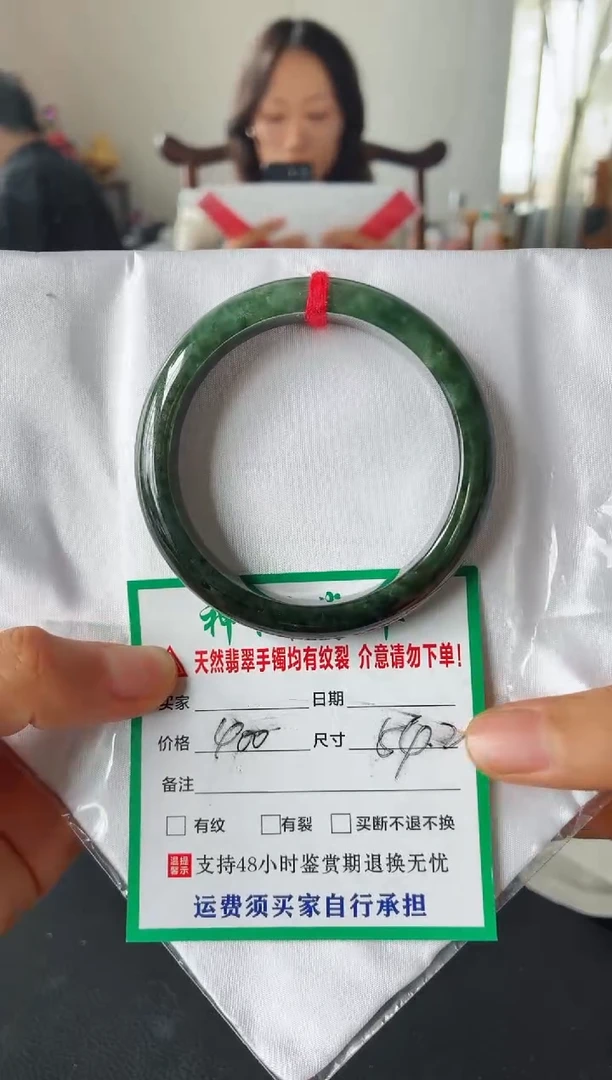 天然翡翠手镯均有纹裂 介意请勿下单!
买家 日期
价格 400 尺寸 54.2
备注
有纹 有裂 买断不退不换
温提警示 支持48小时鉴赏期退换无忧
运费须买家自行承担